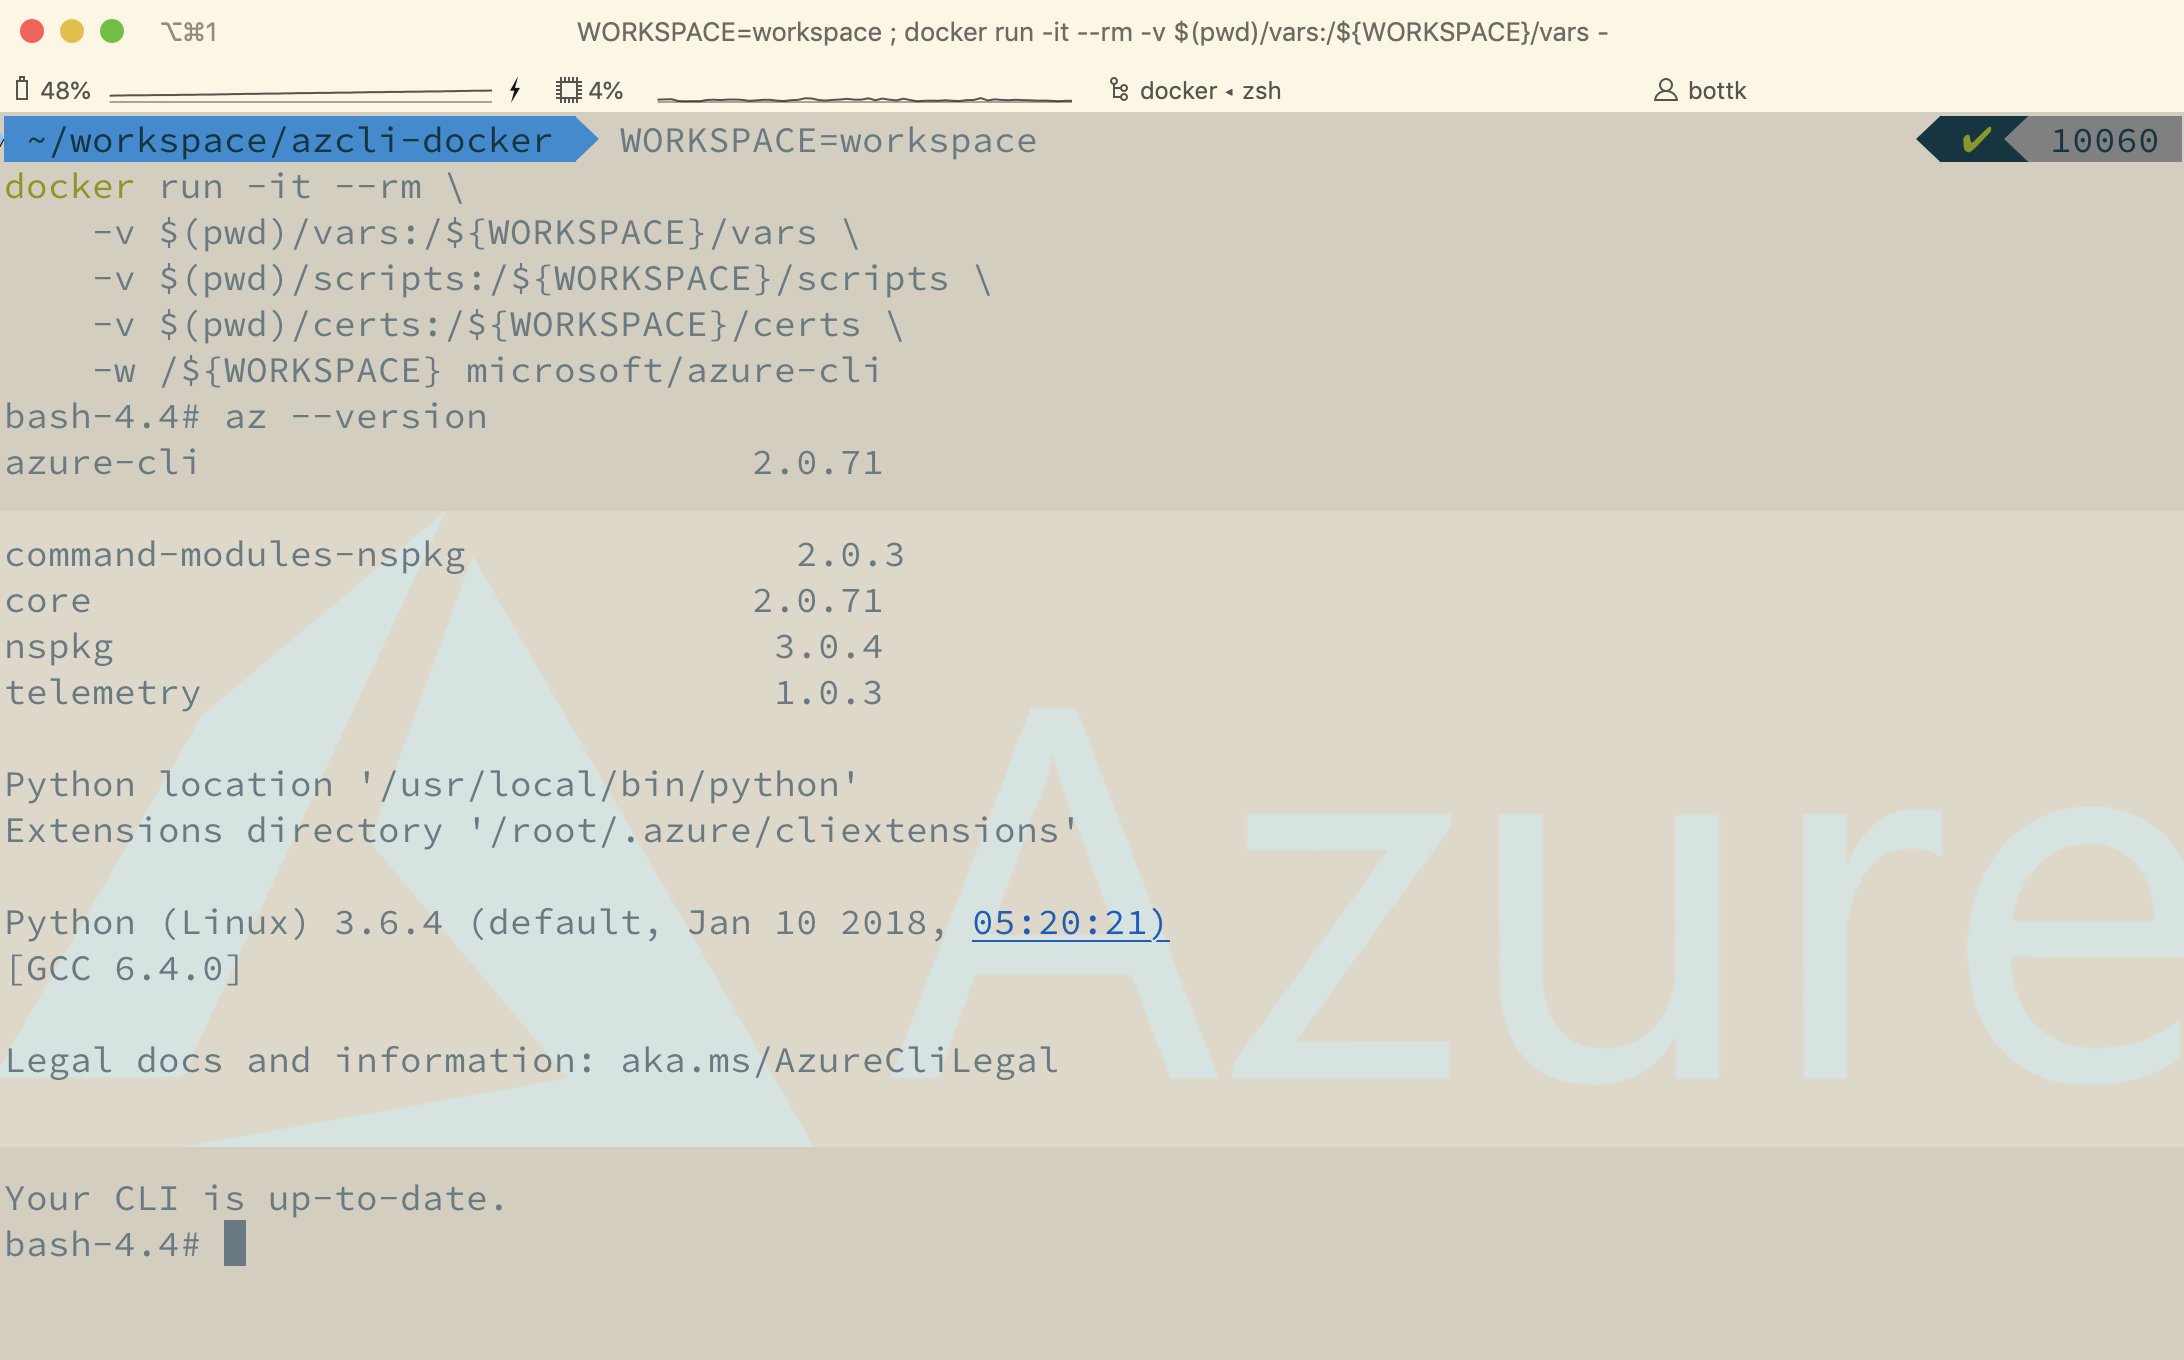 ⌥⌘1 WORKSPACE=workspace ; docker run -it --rm -v $(pwd)/vars:/${WORKSPACE}/vars -
48% 4% docker ◂ zsh bottk
~/workspace/azcli-docker WORKSPACE=workspace ✔ 10060
docker run -it --rm \
    -v $(pwd)/vars:/${WORKSPACE}/vars \
    -v $(pwd)/scripts:/${WORKSPACE}/scripts \
    -v $(pwd)/certs:/${WORKSPACE}/certs \
    -w /${WORKSPACE} microsoft/azure-cli
bash-4.4# az --version
azure-cli                         2.0.71
command-modules-nspkg               2.0.3
core                              2.0.71
nspkg                              3.0.4
telemetry                          1.0.3
Python location '/usr/local/bin/python'
Extensions directory '/root/.azure/cliextensions'
Python (Linux) 3.6.4 (default, Jan 10 2018, 05:20:21)
[GCC 6.4.0]
Legal docs and information: aka.ms/AzureCliLegal
Azure
Your CLI is up-to-date.
bash-4.4#